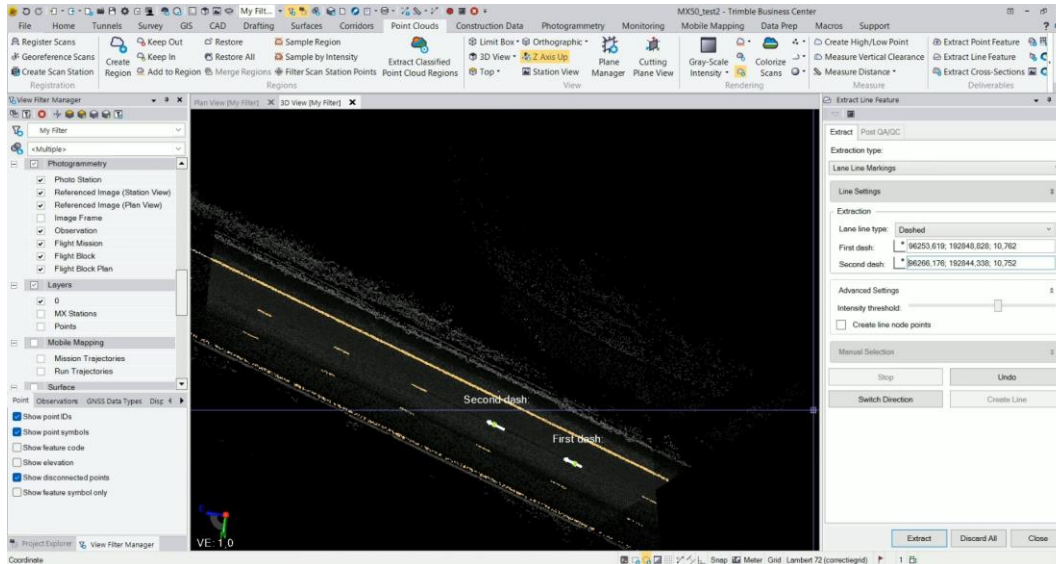 My Filt...
MX50_test2 - Trimble Business Center
File Home Tunnels Survey GIS CAD Drafting Surfaces Corridors Point Clouds Construction Data Photogrammetry Monitoring Mobile Mapping Data Prep Macros Support
Register Scans
Georeference Scans
Create Scan Station
Registration
Create Region
Keep Out
Keep In
Add to Region
Restore
Restore All
Merge Regions
Sample Region
Sample by Intensity
Filter Scan Station Points
Extract Classified Point Cloud Regions
Regions
Limit Box
3D View
Top
Orthographic
Z Axis Up
Station View
Plane Manager
Cutting Plane View
View
Gray-Scale Intensity
Colorize Scans
Rendering
Create High/Low Point
Measure Vertical Clearance
Measure Distance
Measure
Extract Point Feature
Extract Line Feature
Extract Cross-Sections
Deliverables
View Filter Manager
My Filter
<Multiple>
Photogrammetry
Photo Station
Referenced Image (Station View)
Referenced Image (Plan View)
Image Frame
Observation
Flight Mission
Flight Block
Flight Block Plan
Layers
0
MX Stations
Points
Mobile Mapping
Mission Trajectories
Run Trajectories
Surface
Point Observations GNSS Data Types
Show point IDs
Show point symbols
Show feature code
Show elevation
Show disconnected points
Show feature symbol only
Project Explorer View Filter Manager
Coordinate
Plan View [My Filter]
3D View [My Filter]
Second dash:
First dash:
VE: 1,0
Extract Line Feature
Extract Post QA/QC
Extraction type:
Lane Line Markings
Line Settings
Extraction
Lane line type: Dashed
First dash: 96253,619; 192848,828; 10,762
Second dash: 96266,176; 192844,338; 10,752
Advanced Settings
Intensity threshold:
Create line node points
Manual Selection
Stop Undo
Switch Direction Create Line
Extract Discard All Close
Snap Meter Grid Lambert 72 (correctiegrid) 1